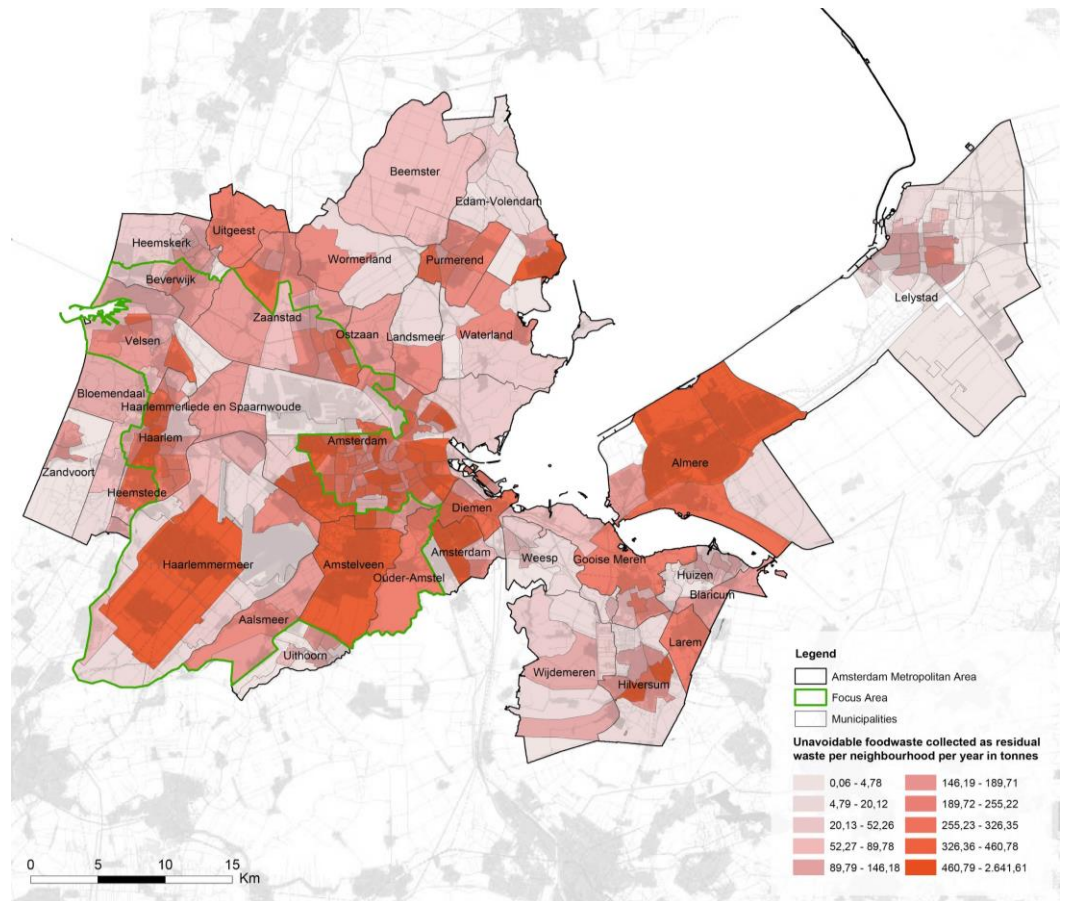 Beemster
Edam-Volendam
Uitgeest
Heemskerk
Wormerland
Purmerend
Beverwijk
Lelystad
Zaanstad
Ostzaan
Landsmeer
Waterland
Velsen
Bloemendaal
Haarlemmerliede en Spaarnwoude
Haarlem
Amsterdam
Almere
Zandvoort
Heemstede
Diemen
Amsterdam
Weesp
Gooise Meren
Haarlemmermeer
Amstelveen
Ouder-Amstel
Huizen
Blaricum
Aalsmeer
Larem
Uithoorn
Wijdemeren
Hilversum
Legend
Amsterdam Metropolitan Area
Focus Area
Municipalities
Unavoidable foodwaste collected as residual
waste per neighbourhood per year in tonnes
0,06 - 4,78
4,79 - 20,12
20,13 - 52,26
52,27 - 89,78
89,79 - 146,18
146,19 - 189,71
189,72 - 255,22
255,23 - 326,35
326,36 - 460,78
460,79 - 2.641,61
0 5 10 15
Km